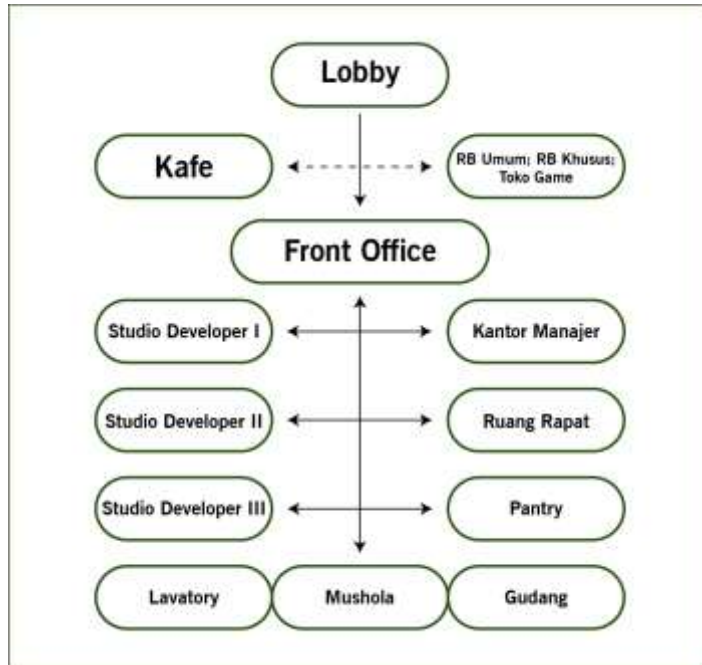 Lobby
Kafe
RB Umum; RB Khusus;
Toko Game
Front Office
Studio Developer I
Kantor Manajer
Studio Developer II
Ruang Rapat
Studio Developer III
Pantry
Lavatory
Mushola
Gudang